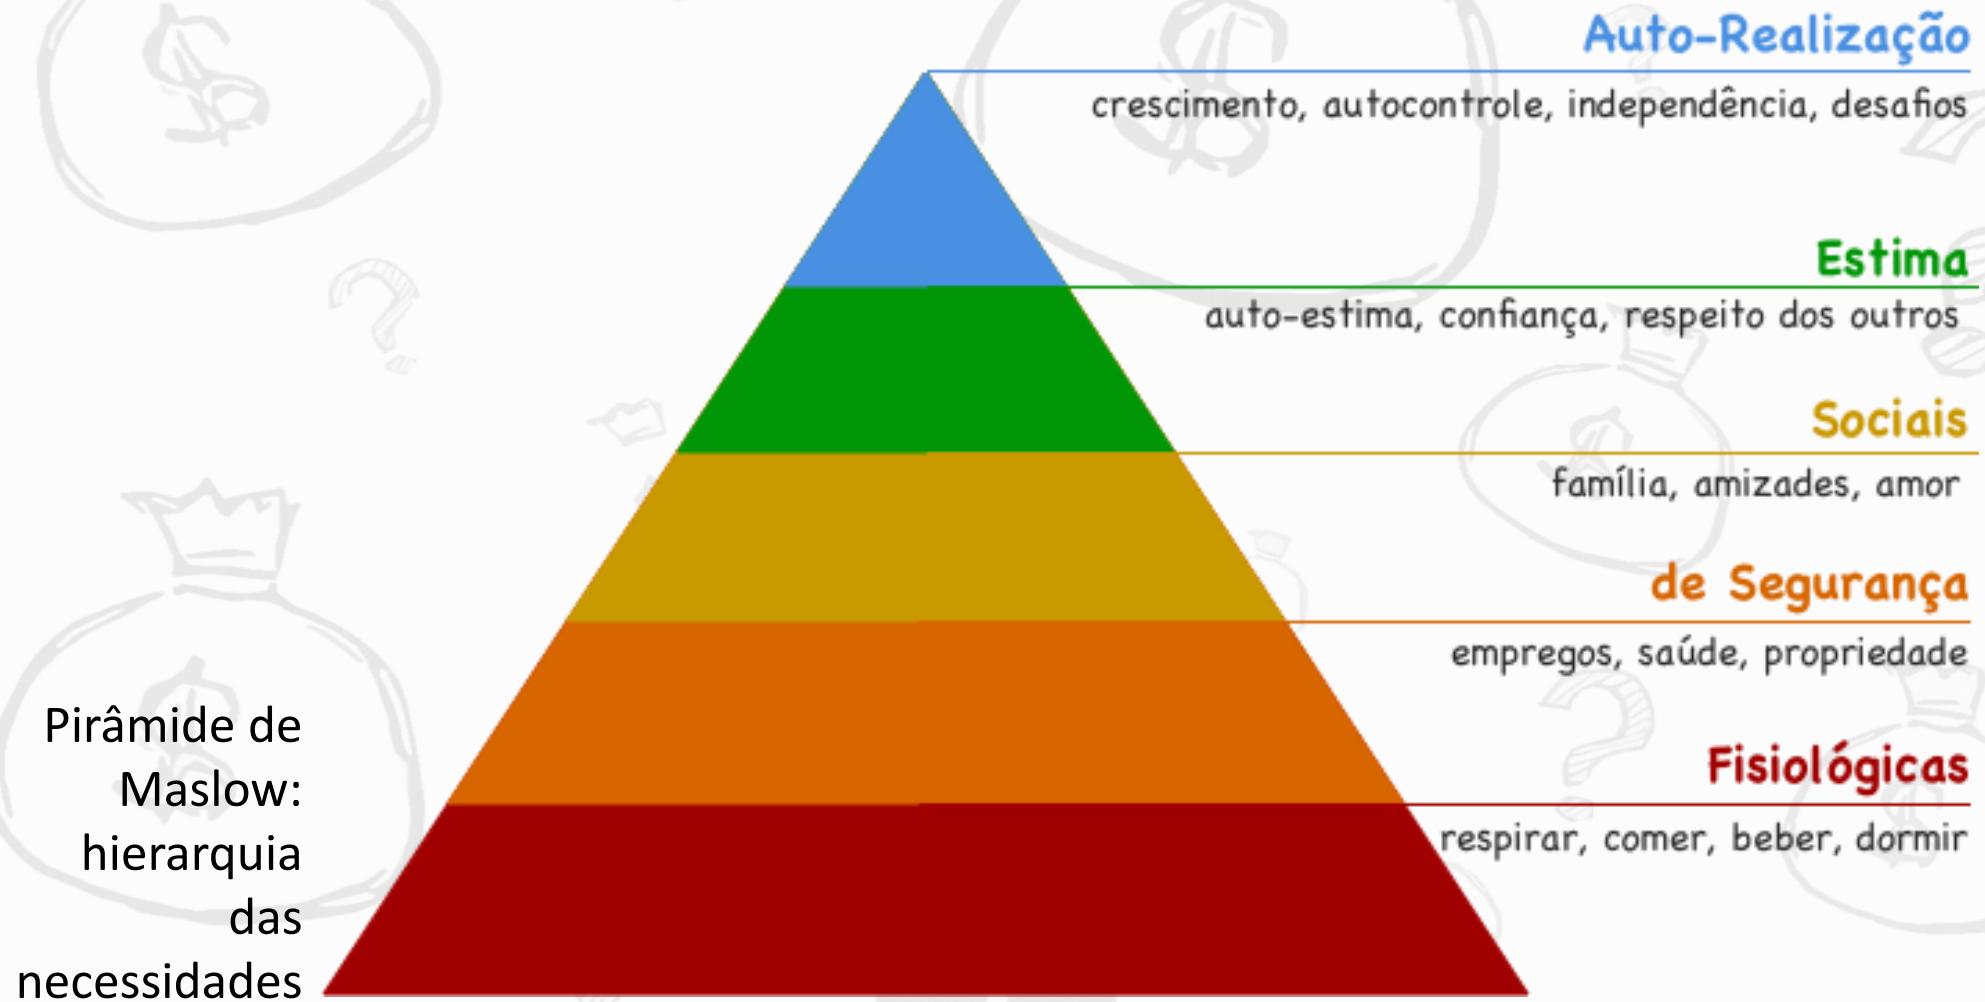 Auto-Realização
crescimento, autocontrole, independência, desafios
Estima
auto-estima, confiança, respeito dos outros
Sociais
família, amizades, amor
de Segurança
empregos, saúde, propriedade
Fisiológicas
respirar, comer, beber, dormir
Pirâmide de
Maslow:
hierarquia
das
necessidades